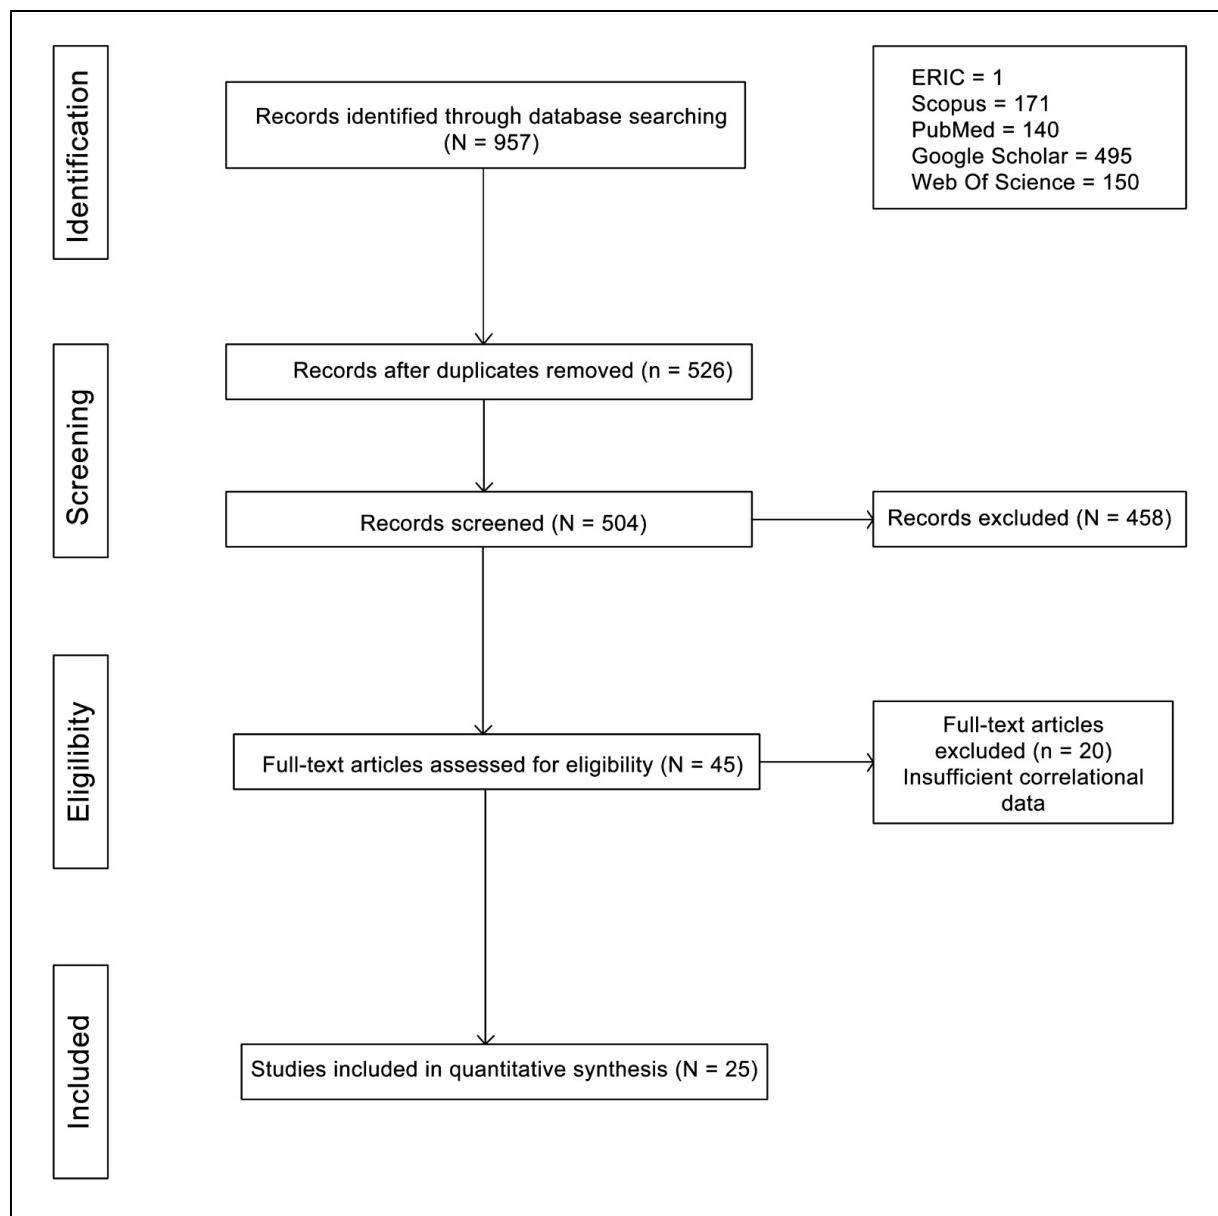 Identification
Records identified through database searching
(N = 957)
ERIC = 1
Scopus = 171
PubMed = 140
Google Scholar = 495
Web Of Science = 150
Screening
Records after duplicates removed (n = 526)
Records screened (N = 504)
Records excluded (N = 458)
Eligilibity
Full-text articles assessed for eligibility (N = 45)
Full-text articles
excluded (n = 20)
Insufficient correlational
data
Included
Studies included in quantitative synthesis (N = 25)